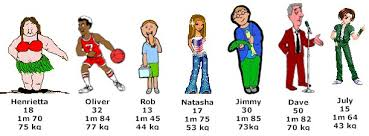 Henrietta
18
1m 70
75 kg
Oliver
32
1m 84
77 kg
Rob
13
1m 45
44 kg
Natasha
17
1m 75
53 kg
Jimmy
30
1m 85
73kg
Dave
50
1m 82
70 kg
July
15
1m 64
43 kg